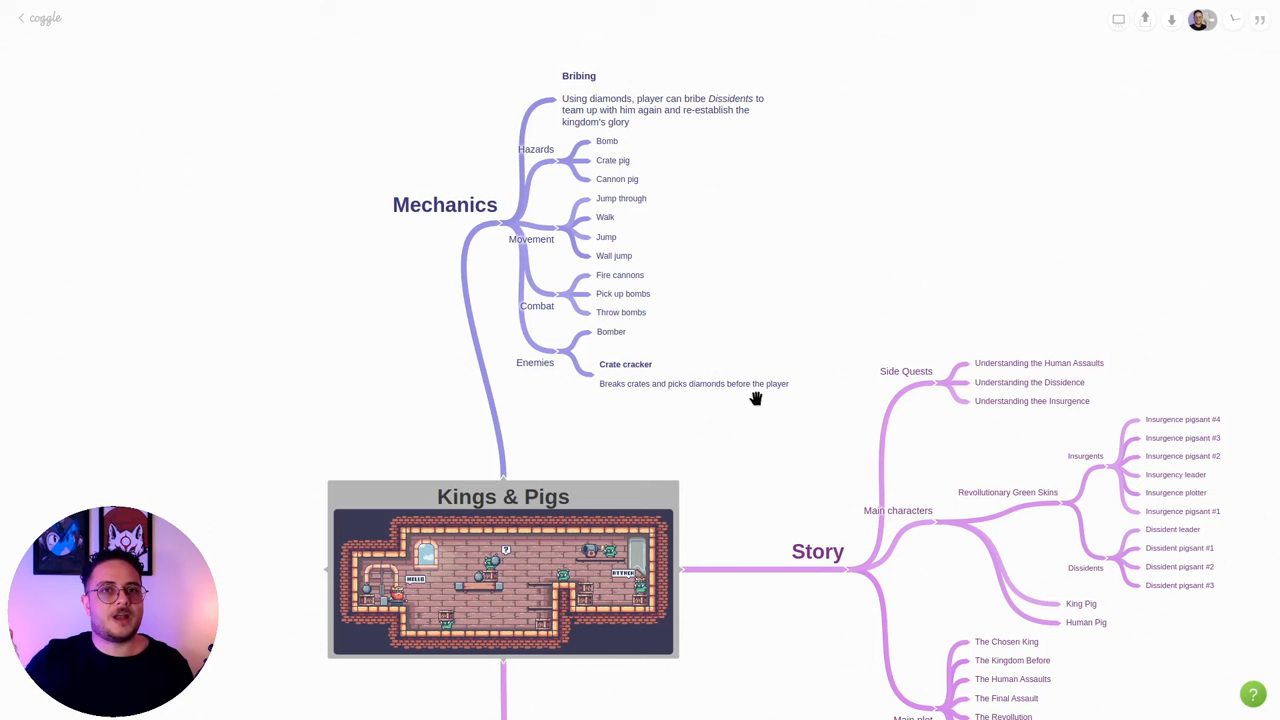 coggle
Bribing
Using diamonds, player can bribe Dissidents to
team up with him again and re-establish the
kingdom's glory
Hazards
Bomb
Crate pig
Cannon pig
Mechanics
Movement
Jump through
Walk
Jump
Wall jump
Combat
Fire cannons
Pick up bombs
Throw bombs
Enemies
Bomber
Crate cracker
Breaks crates and picks diamonds before the player
Kings & Pigs
?
HELLO
ATTACK
Story
Side Quests
Understanding the Human Assaults
Understanding the Dissidence
Understanding thee Insurgence
Main characters
Revolutionary Green Skins
Insurgents
Insurgence pigsant #4
Insurgence pigsant #3
Insurgence pigsant #2
Insurgency leader
Insurgence plotter
Insurgence pigsant #1
Dissidents
Dissident leader
Dissident pigsant #1
Dissident pigsant #2
Dissident pigsant #3
King Pig
Human Pig
Main plot
The Chosen King
The Kingdom Before
The Human Assaults
The Final Assault
The Revolution
?